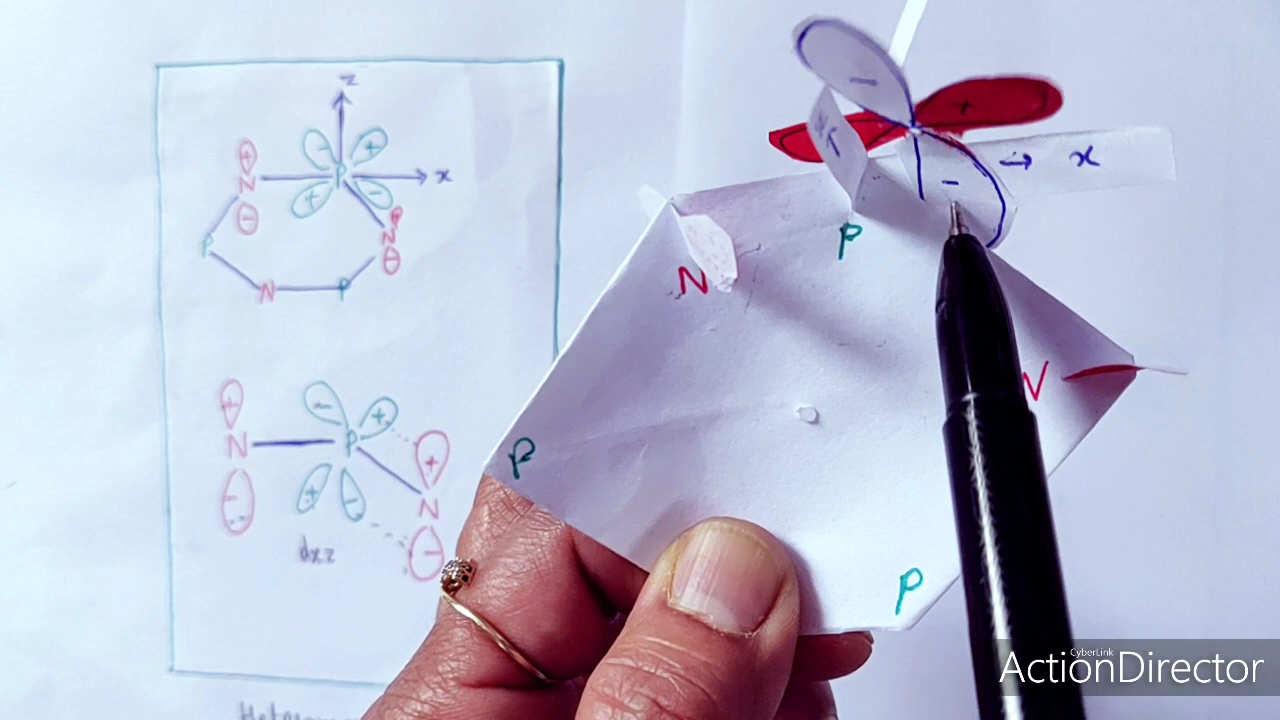 z
+ - +
N P x
- + -
N
+
-
P
N P
+ - +
N P +
- + - N
dxz -
- +
x
-
P
N
N
P
P
CyberLink
ActionDirector